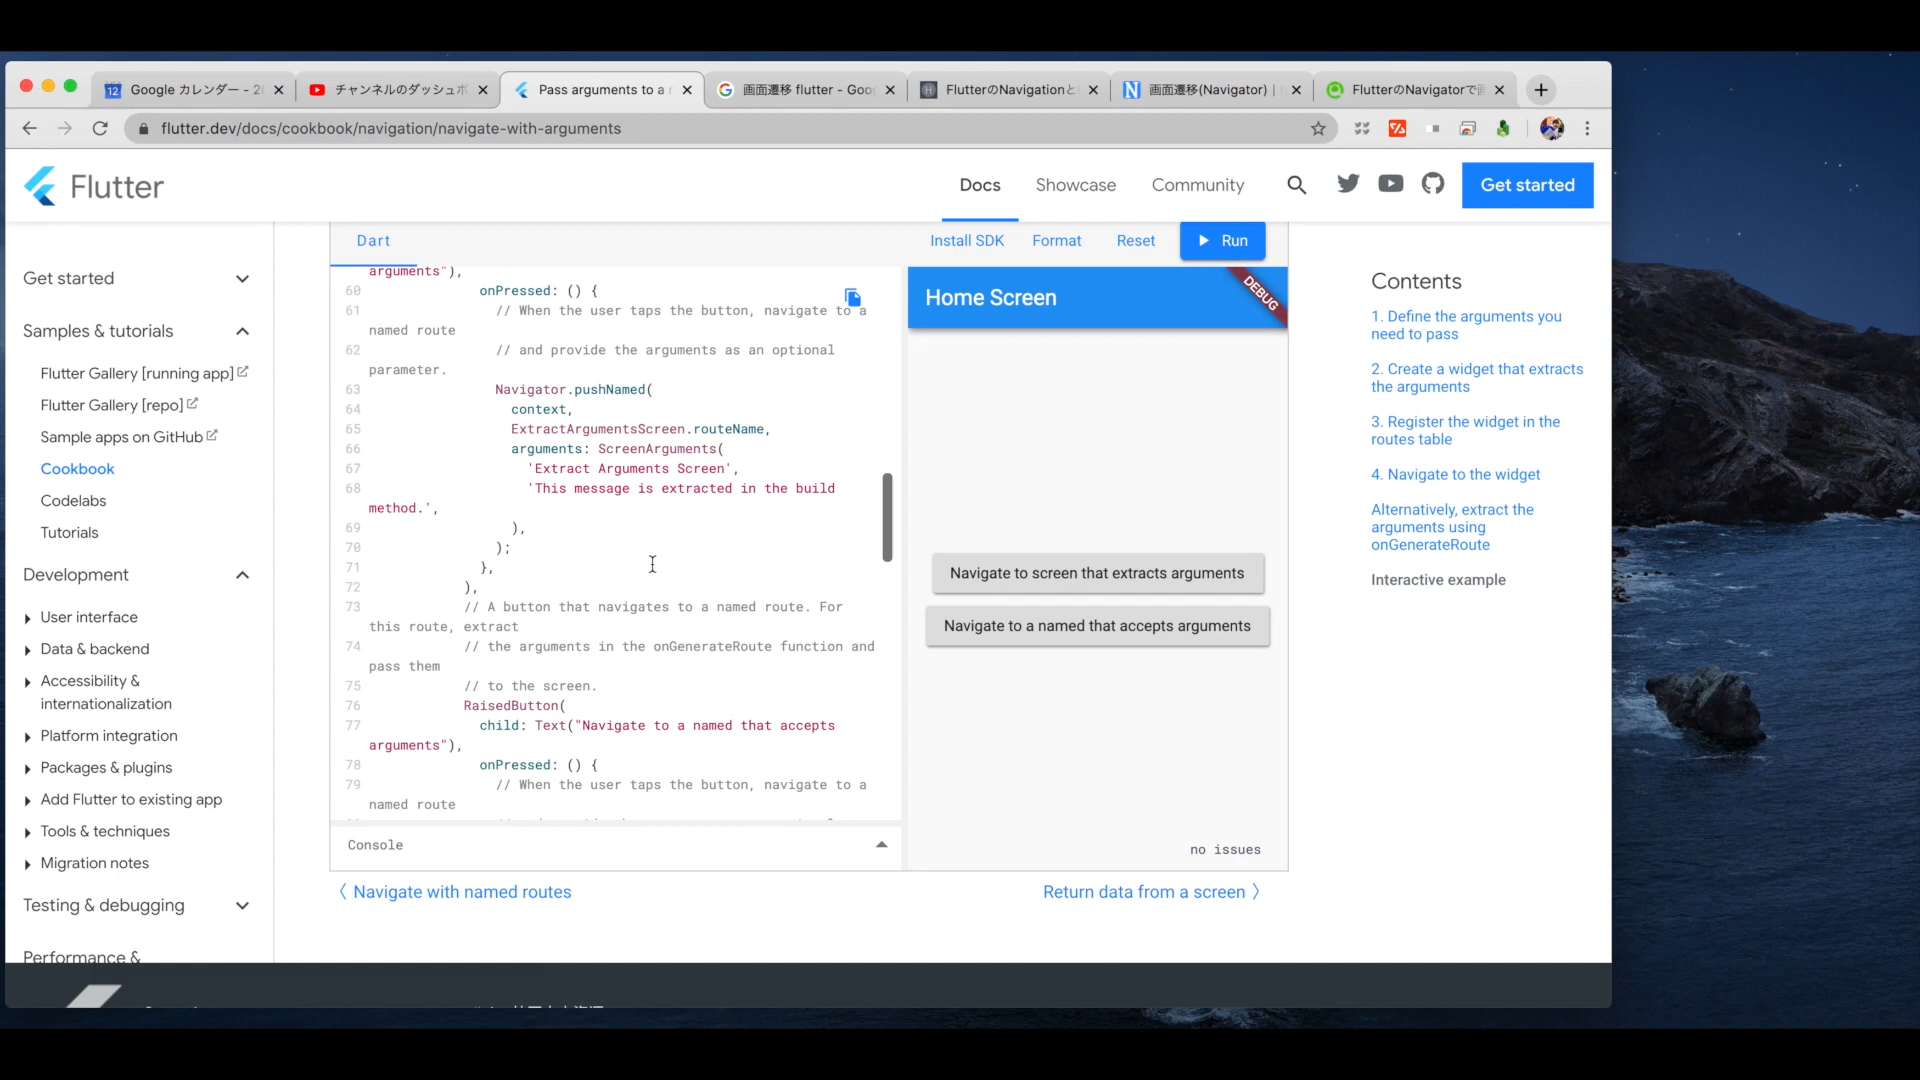 12 Google カレンダー - 2
チャンネルのダッシュボ
Pass arguments to a
画面遷移 flutter - Goo
FlutterのNavigationと
画面遷移(Navigator) |
FlutterのNavigatorで
flutter.dev/docs/cookbook/navigation/navigate-with-arguments
Flutter
Docs
Showcase
Community
Get started
Get started
Samples & tutorials
Flutter Gallery [running app]
Flutter Gallery [repo]
Sample apps on GitHub
Cookbook
Codelabs
Tutorials
Development
User interface
Data & backend
Accessibility &
internationalization
Platform integration
Packages & plugins
Add Flutter to existing app
Tools & techniques
Migration notes
Testing & debugging
Performance &
Dart
Install SDK
Format
Reset
Run
arguments"),
60 onPressed: () {
61 // When the user taps the button, navigate to a
named route
62 // and provide the arguments as an optional
parameter.
63 Navigator.pushNamed(
64 context,
65 ExtractArgumentsScreen.routeName,
66 arguments: ScreenArguments(
67 'Extract Arguments Screen',
68 'This message is extracted in the build
method.',
69 ),
70 );
71 },
72 ),
73 // A button that navigates to a named route. For
this route, extract
74 // the arguments in the onGenerateRoute function and
pass them
75 // to the screen.
76 RaisedButton(
77 child: Text("Navigate to a named that accepts
arguments"),
78 onPressed: () {
79 // When the user taps the button, navigate to a
named route
Console
Home Screen
DEBUG
Navigate to screen that extracts arguments
Navigate to a named that accepts arguments
no issues
Navigate with named routes
Return data from a screen
Contents
1. Define the arguments you
need to pass
2. Create a widget that extracts
the arguments
3. Register the widget in the
routes table
4. Navigate to the widget
Alternatively, extract the
arguments using
onGenerateRoute
Interactive example